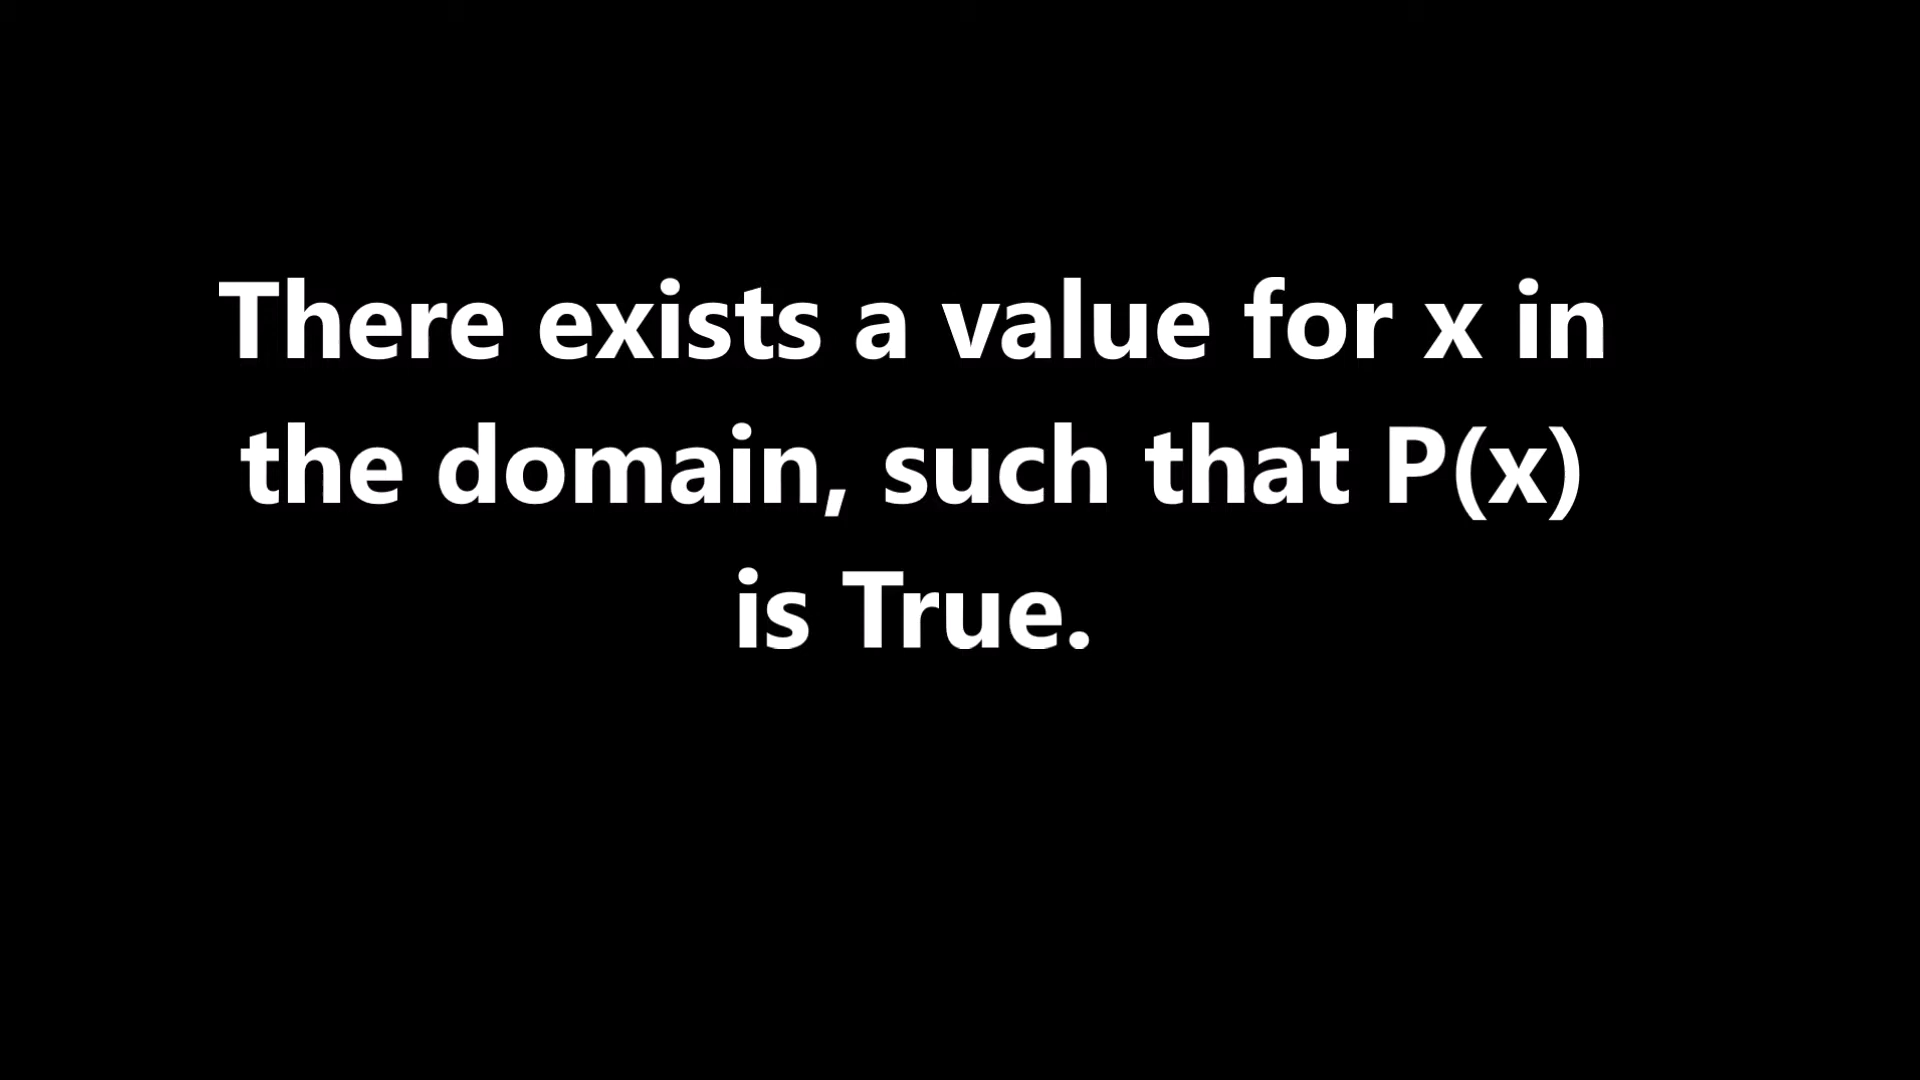 There exists a value for x in
the domain, such that P(x)
is True.